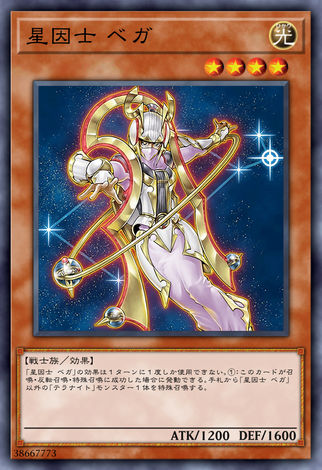 星因士 ベガ
光
【戦士族／効果】
「星因士 ベガ」の効果は1ターンに1度しか使用できない。①：このカードが召
喚・反転召喚・特殊召喚に成功した場合に発動できる。手札から「星因士 ベガ」
以外の「テラナイト」モンスター1体を特殊召喚する。
ATK/1200 DEF/1600
38667773